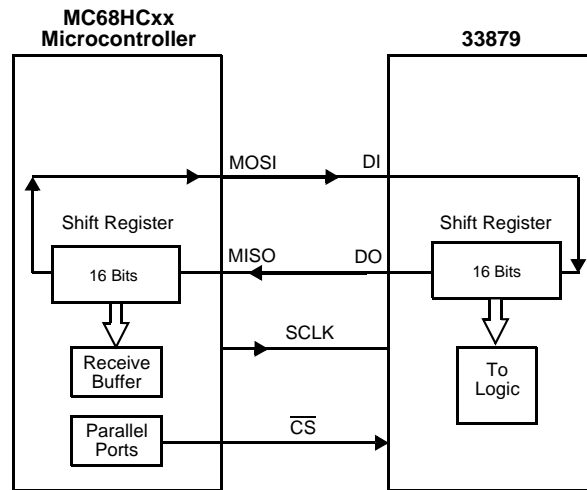 MC68HCxx
Microcontroller
33879
MOSI
DI
Shift Register
Shift Register
MISO
DO
16 Bits
16 Bits
SCLK
Receive
Buffer
To
Logic
Parallel
Ports
CS